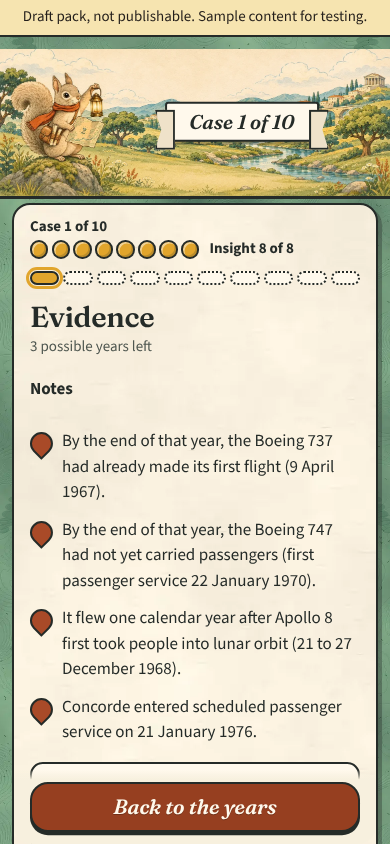 Draft pack, not publishable. Sample content for testing.
Case 1 of 10
Case 1 of 10
Insight 8 of 8
Evidence
3 possible years left
Notes
By the end of that year, the Boeing 737
had already made its first flight (9 April
1967).
By the end of that year, the Boeing 747
had not yet carried passengers (first
passenger service 22 January 1970).
It flew one calendar year after Apollo 8
first took people into lunar orbit (21 to 27
December 1968).
Concorde entered scheduled passenger
service on 21 January 1976.
Back to the years